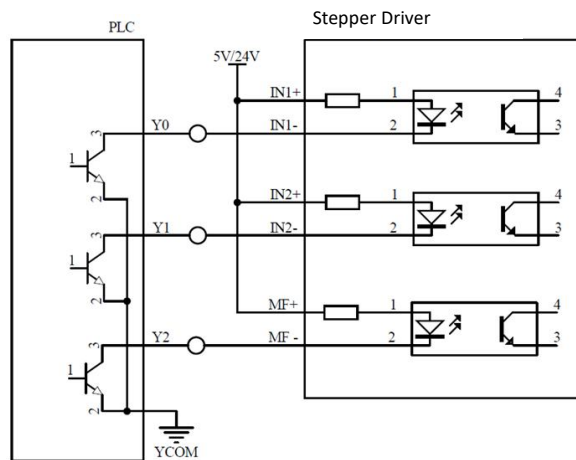 Stepper Driver
PLC
5V/24V
IN1+ 1 4
3 Y0 IN1- 2 3
1
2
IN2+ 1 4
3 Y1 IN2- 2 3
1
2
MF+ 1 4
3 Y2 MF - 2 3
1
2
YCOM